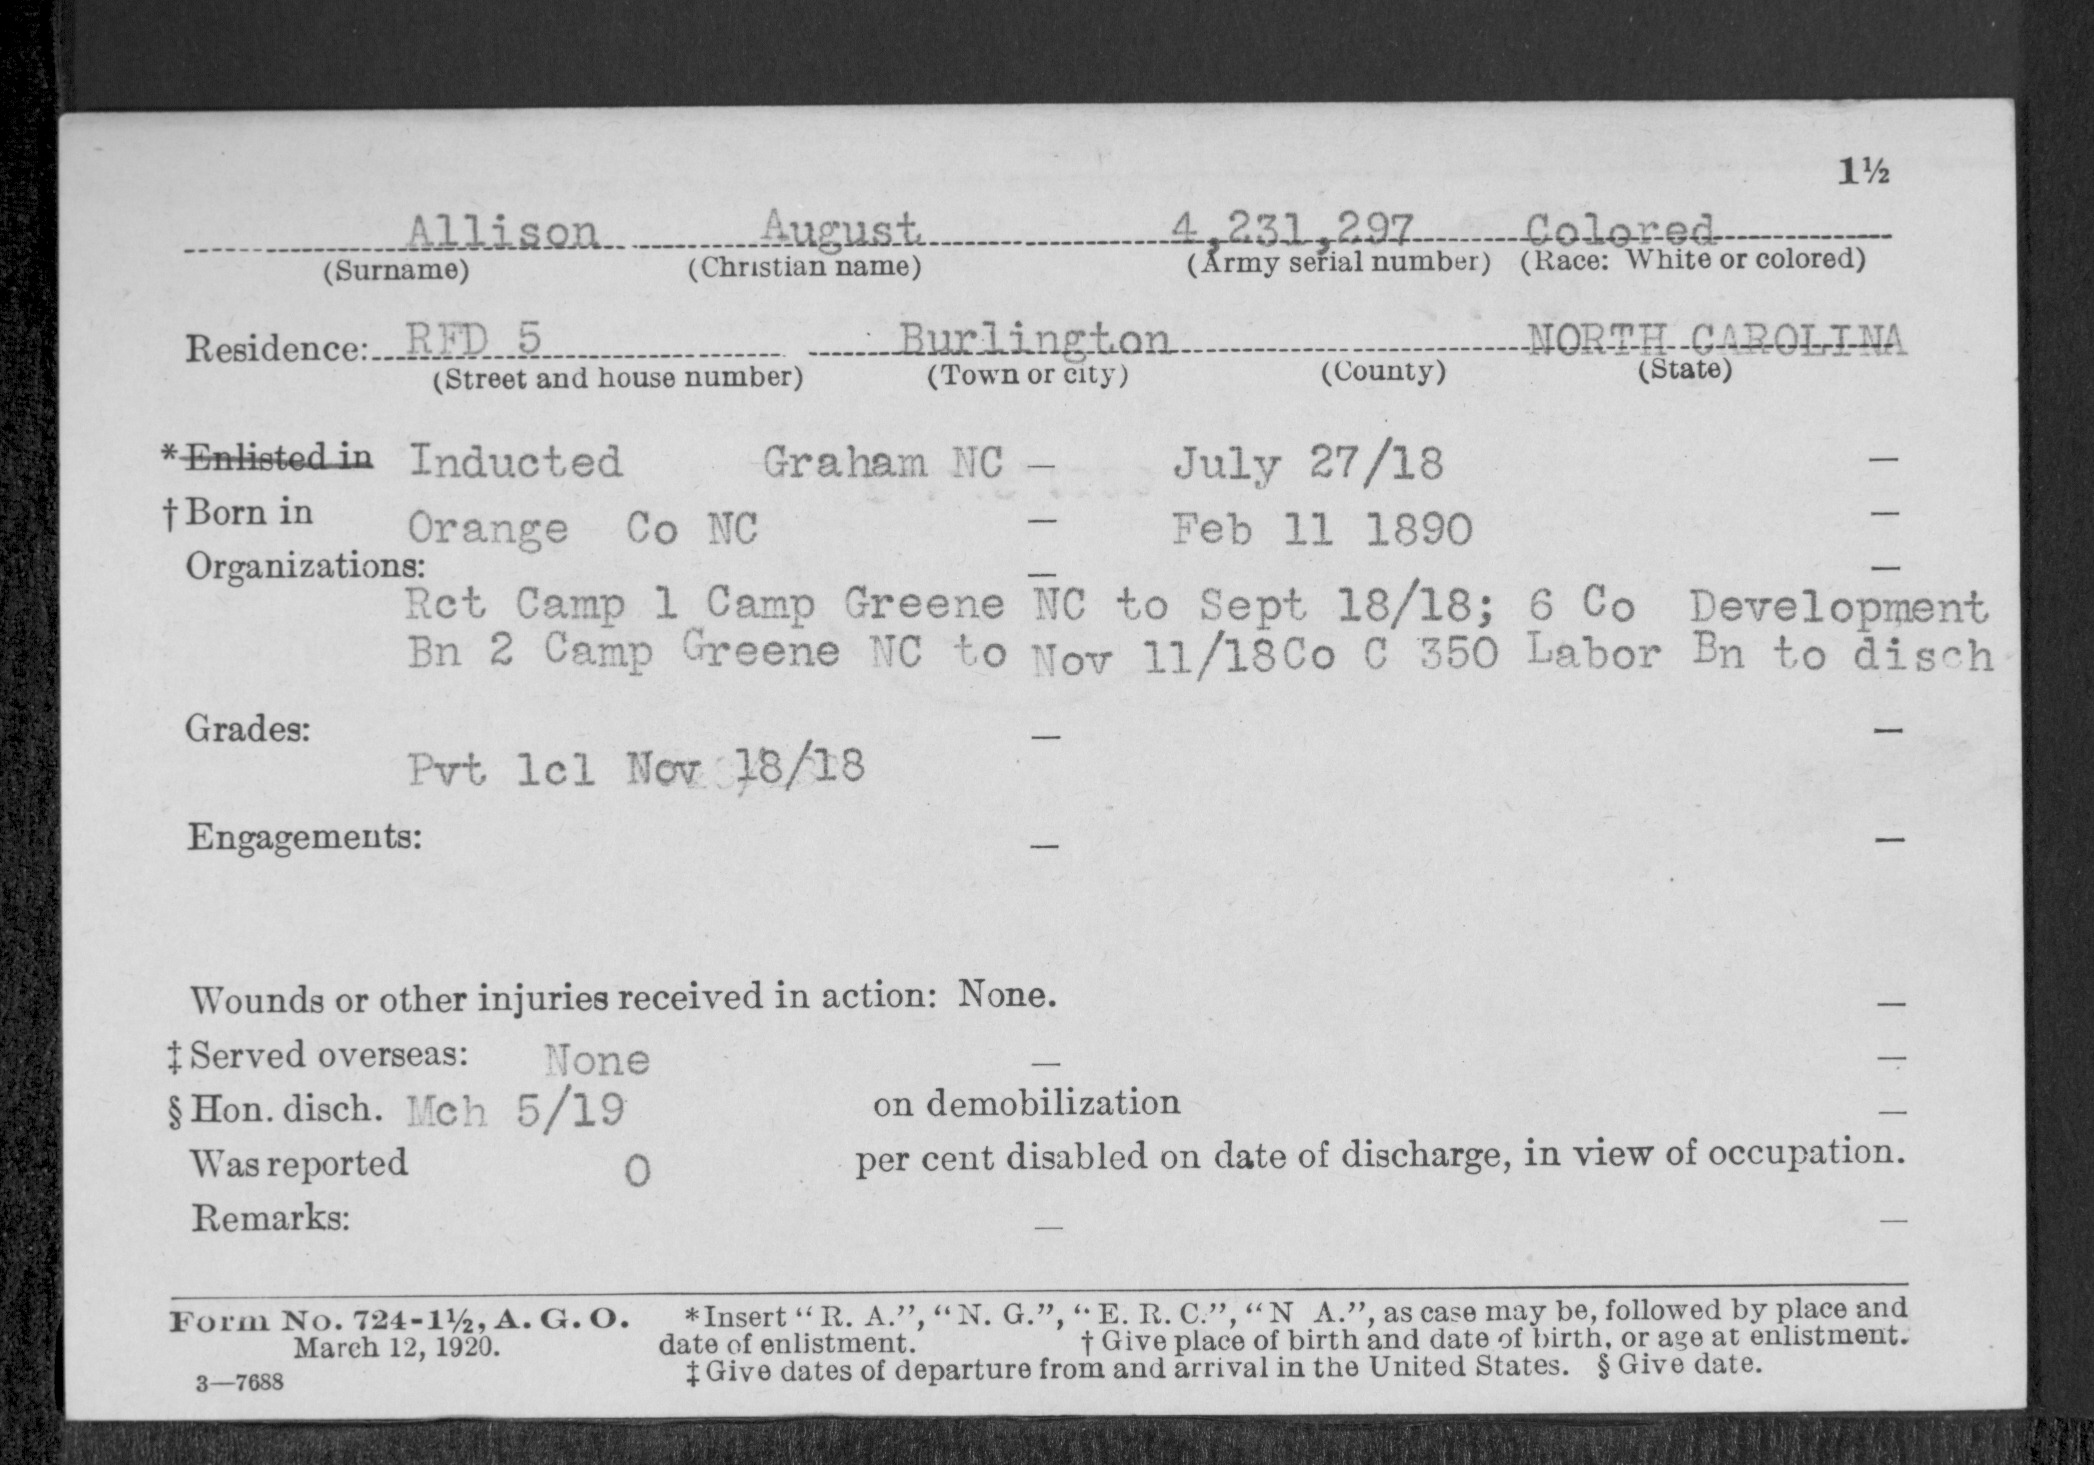 1½
Allison August 4,231,297 Colored
(Surname) (Christian name) (Army serial number) (Race: White or colored)
Residence: RFD 5 Burlington NORTH CAROLINA
(Street and house number) (Town or city) (County) (State)
*Enlisted in Inducted Graham NC — July 27/18 —
†Born in Orange Co NC — Feb 11 1890 —
Organizations: — —
Rct Camp 1 Camp Greene NC to Sept 18/18; 6 Co Development
Bn 2 Camp Greene NC to Nov 11/18Co C 350 Labor Bn to disch
Grades: — —
Pvt 1cl Nov 18/18
Engagements: — —
Wounds or other injuries received in action: None. —
‡Served overseas: None — —
§Hon. disch. Mch 5/19 on demobilization —
Was reported 0 per cent disabled on date of discharge, in view of occupation.
Remarks: — —
Form No. 724-1½, A. G. O. *Insert "R. A.", "N. G.", "E. R. C.", "N A.", as case may be, followed by place and
March 12, 1920. date of enlistment. †Give place of birth and date of birth, or age at enlistment.
3—7688 ‡Give dates of departure from and arrival in the United States. §Give date.